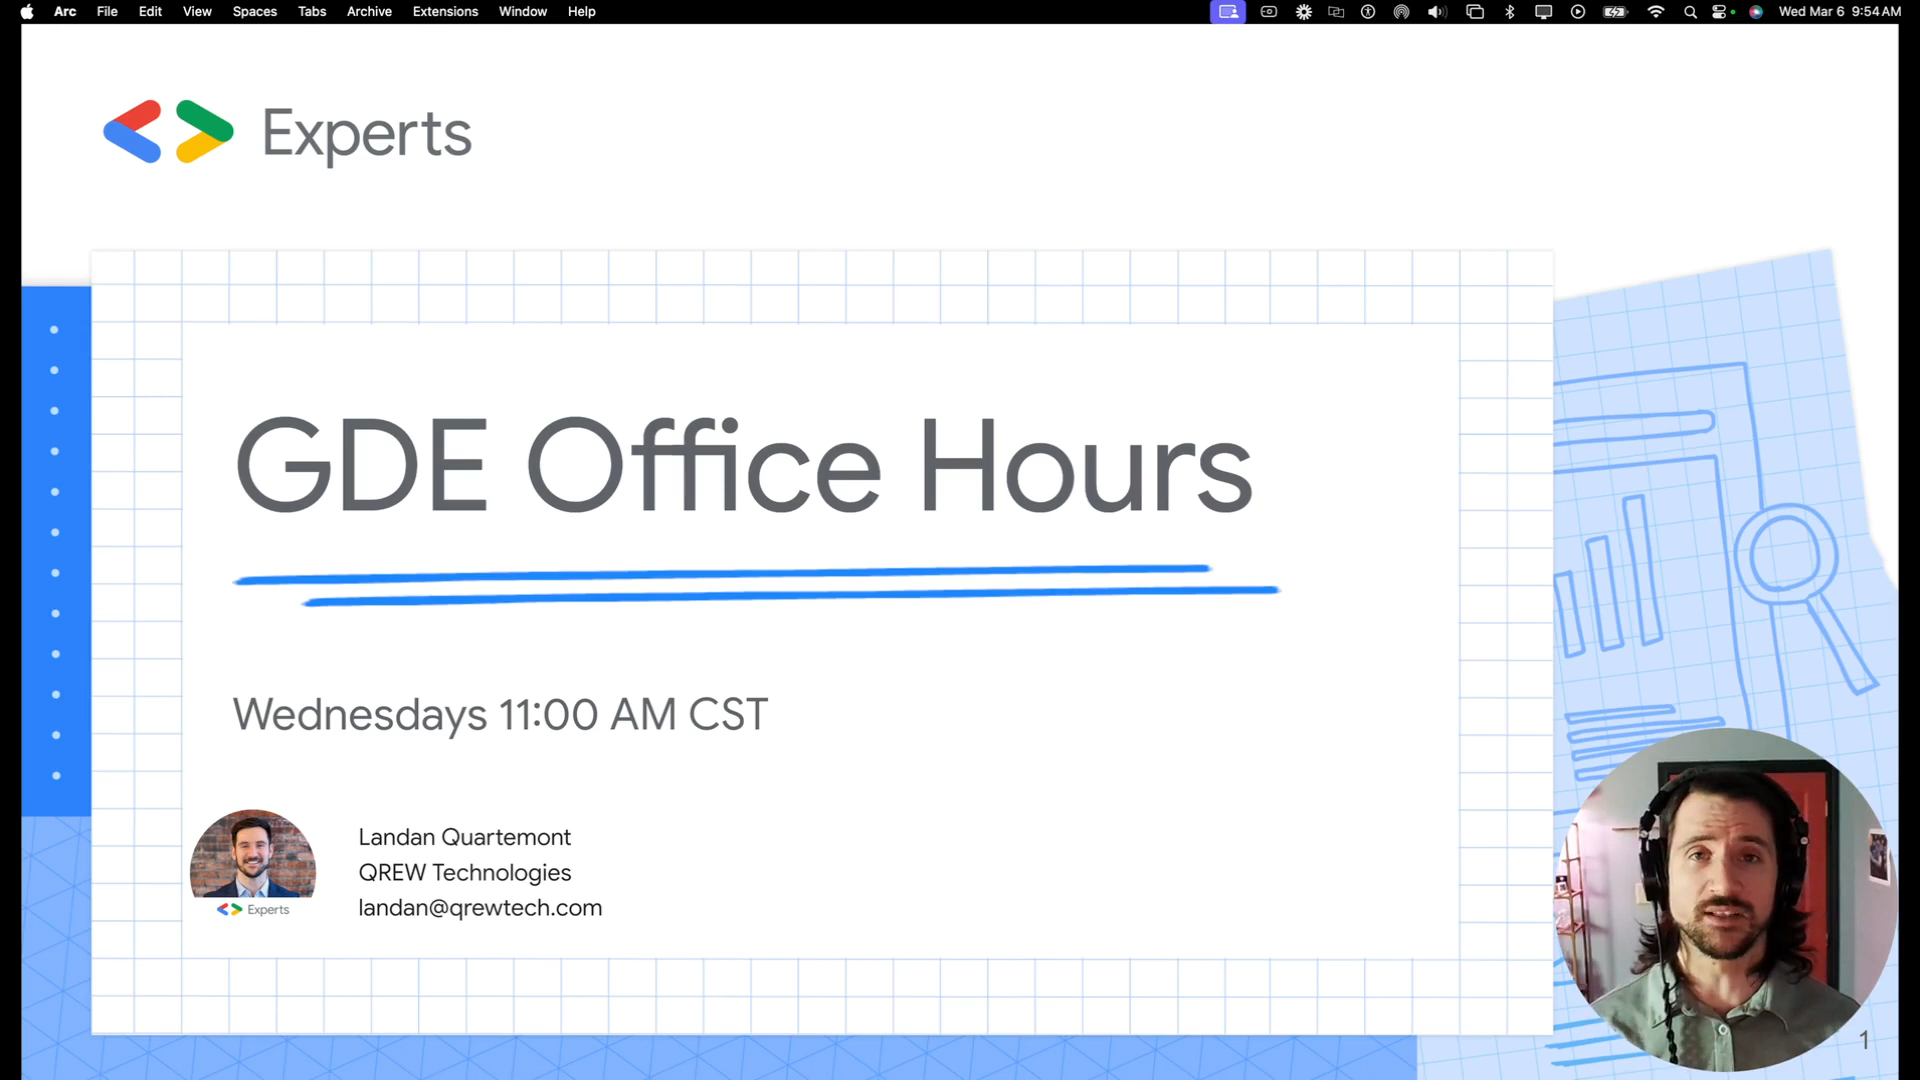 Arc File Edit View Spaces Tabs Archive Extensions Window Help Wed Mar 6 9:54 AM
Experts
GDE Office Hours
Wednesdays 11:00 AM CST
Landan Quartemont
QREW Technologies
landan@qrewtech.com
Experts
1